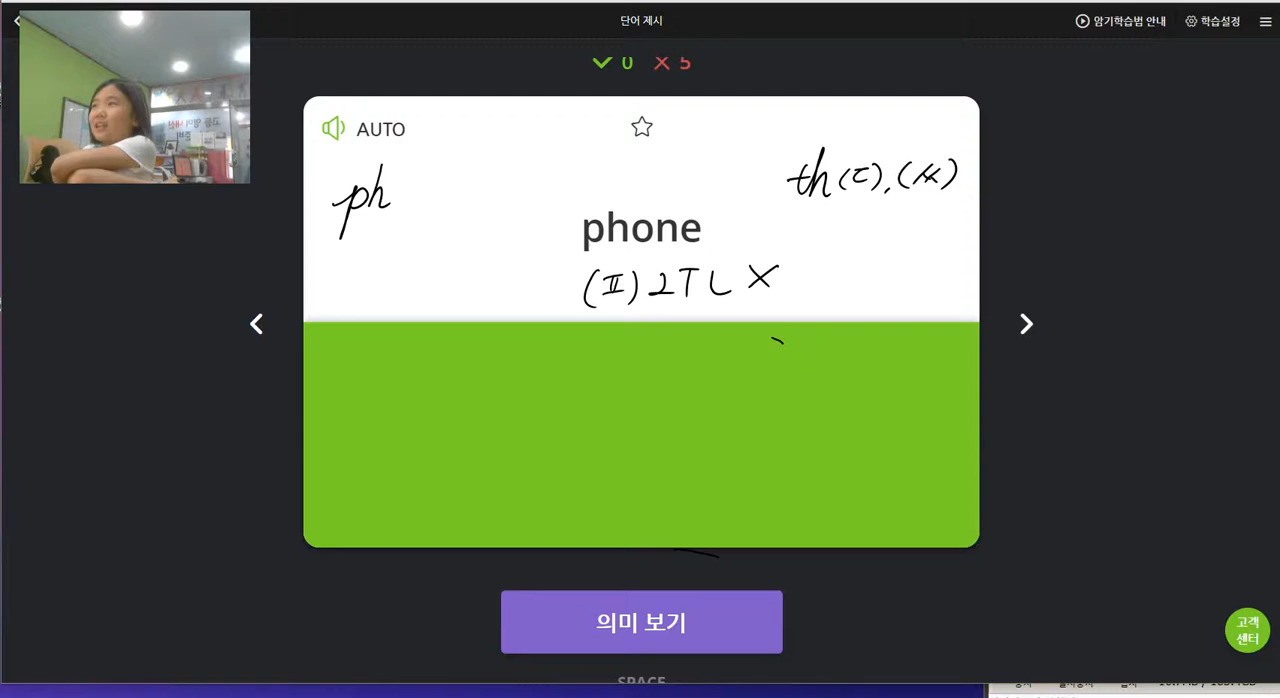 단어 제시
암기학습법 안내
학습설정
0 5
AUTO
ph
th(ㄷ), (ㅆ)
phone
(ㅍ)
의미 보기
고객
센터
SPACE